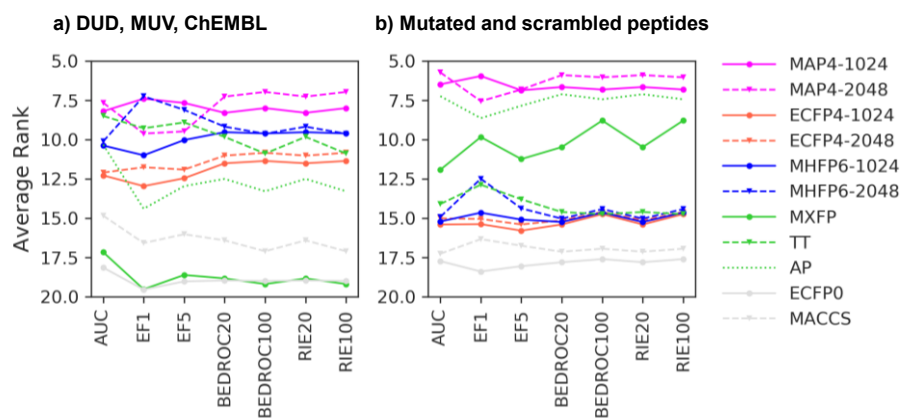 a) DUD, MUV, ChEMBL
b) Mutated and scrambled peptides
Average Rank
5.0
7.5
10.0
12.5
15.0
17.5
20.0
AUC
EF1
EF5
BEDROC20
BEDROC100
RIE20
RIE100
5.0
7.5
10.0
12.5
15.0
17.5
20.0
AUC
EF1
EF5
BEDROC20
BEDROC100
RIE20
RIE100
MAP4-1024
MAP4-2048
ECFP4-1024
ECFP4-2048
MHFP6-1024
MHFP6-2048
MXFP
TT
AP
ECFP0
MACCS